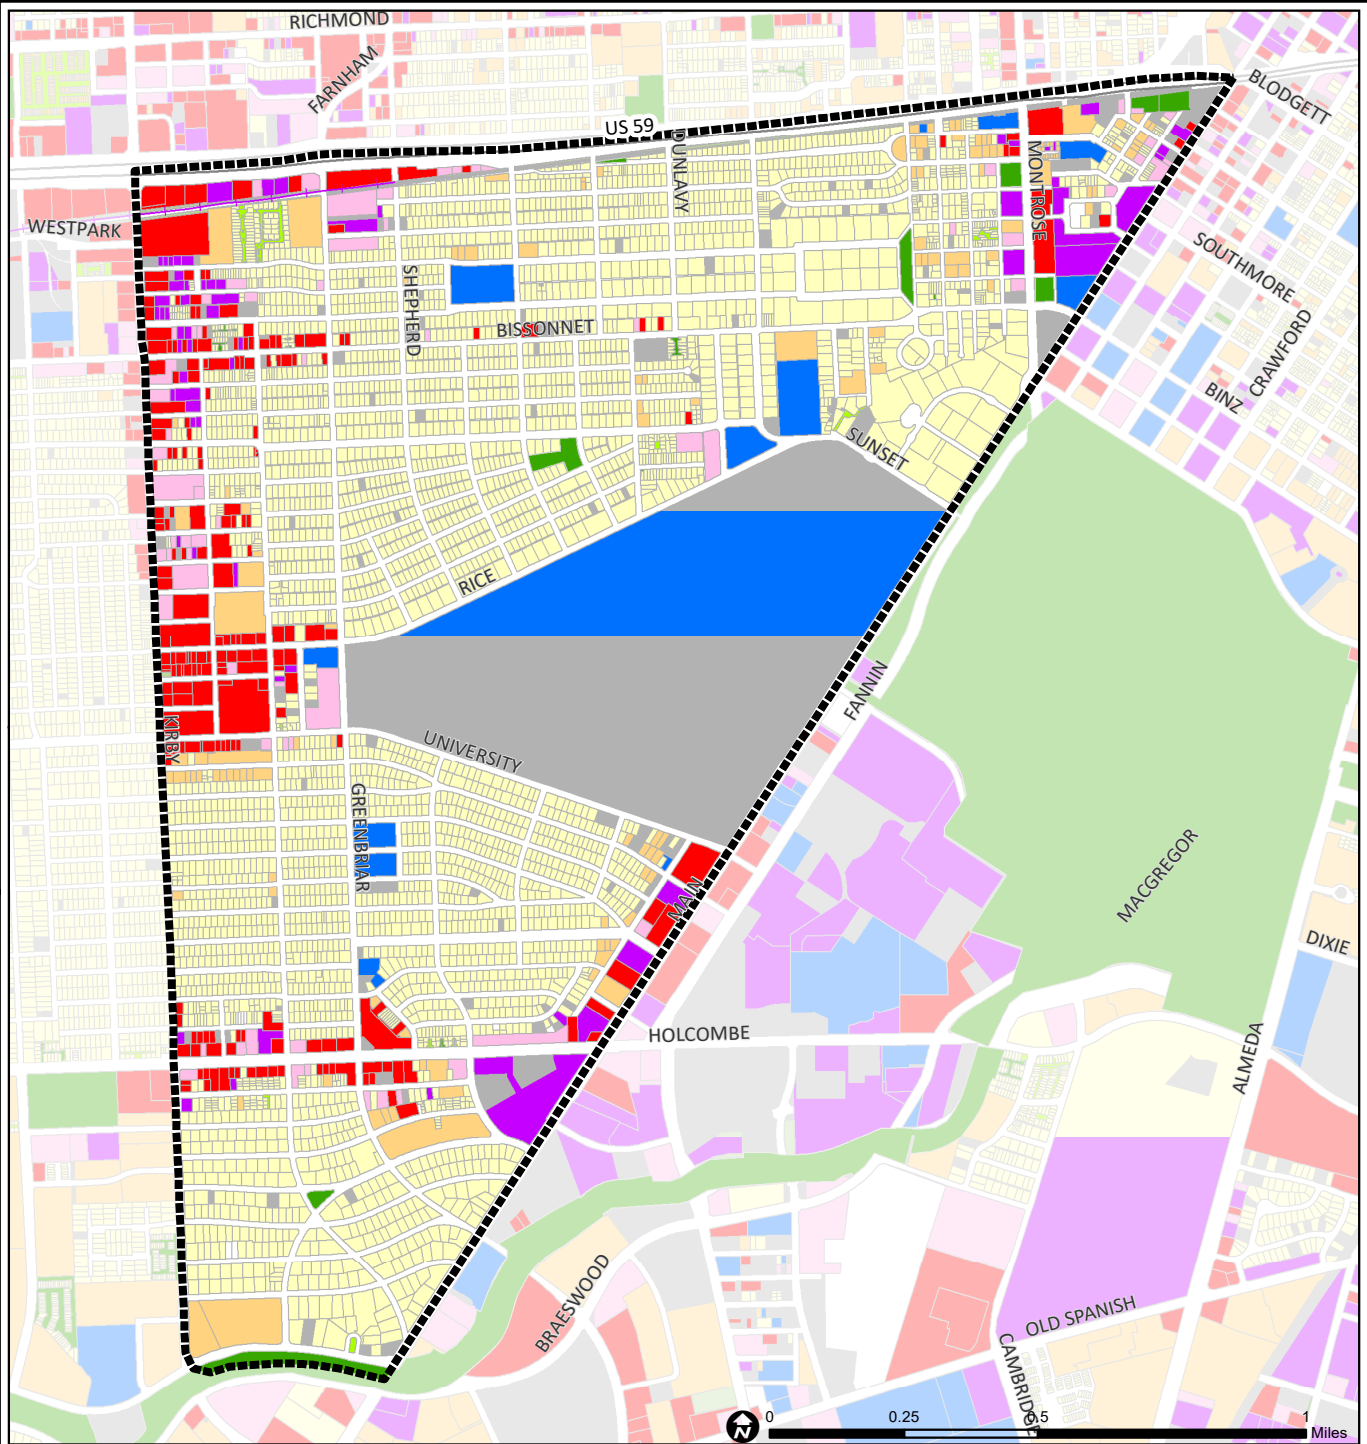 RICHMOND
FARNHAM
BLODGETT
US 59
DUNLAVY
MONTROSE
WESTPARK
SOUTHMORE
SHEPHERD
BISSONNET
CRAWFORD
BINZ
SUNSET
RICE
FANNIN
KIRBY
UNIVERSITY
GREENBRIAR
MACGREGOR
MAIN
DIXIE
HOLCOMBE
ALMEDA
BRAESWOOD
OLD SPANISH
CAMBRIDGE
N
0 0.25 0.5 1
Miles